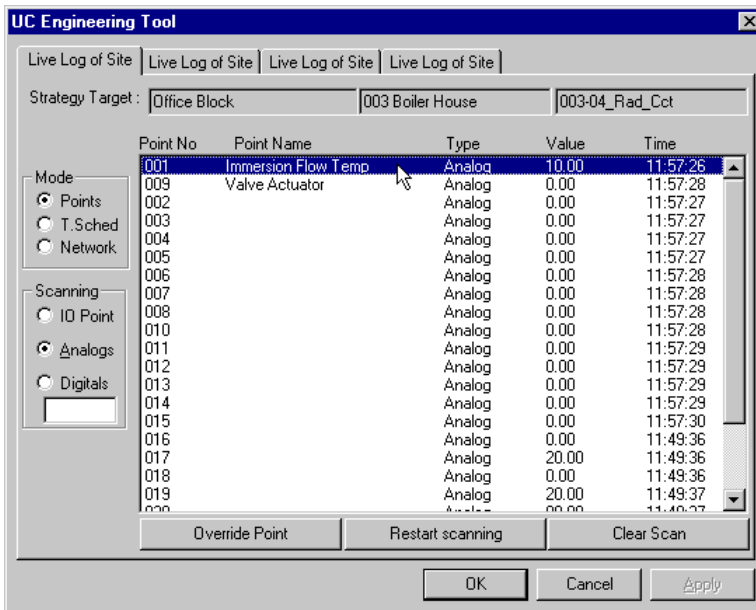 UC Engineering Tool
Live Log of Site Live Log of Site Live Log of Site Live Log of Site
Strategy Target : Office Block 003 Boiler House 003-04_Rad_Cct
Point No Point Name Type Value Time
001 Immersion Flow Temp Analog 10.00 11:57:26
009 Valve Actuator Analog 0.00 11:57:28
002 Analog 0.00 11:57:27
003 Analog 0.00 11:57:27
004 Analog 0.00 11:57:27
005 Analog 0.00 11:57:27
006 Analog 0.00 11:57:28
007 Analog 0.00 11:57:28
008 Analog 0.00 11:57:28
010 Analog 0.00 11:57:28
011 Analog 0.00 11:57:29
012 Analog 0.00 11:57:29
013 Analog 0.00 11:57:29
014 Analog 0.00 11:57:29
015 Analog 0.00 11:57:30
016 Analog 0.00 11:49:36
017 Analog 20.00 11:49:36
018 Analog 0.00 11:49:36
019 Analog 20.00 11:49:37
Mode
Points
T.Sched
Network
Scanning
IO Point
Analogs
Digitals
Override Point Restart scanning Clear Scan
OK Cancel Apply